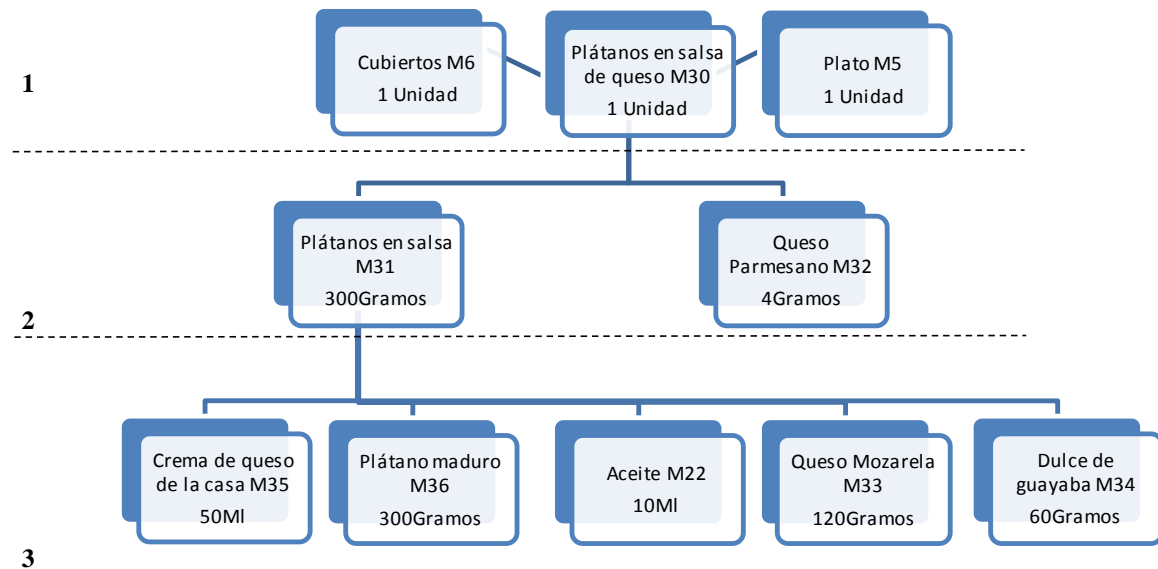 1
Cubiertos M6
1 Unidad
Plátanos en salsa
de queso M30
1 Unidad
Plato M5
1 Unidad
2
Plátanos en salsa
M31
300Gramos
Queso
Parmesano M32
4Gramos
3
Crema de queso
de la casa M35
50Ml
Plátano maduro
M36
300Gramos
Aceite M22
10Ml
Queso Mozarela
M33
120Gramos
Dulce de
guayaba M34
60Gramos